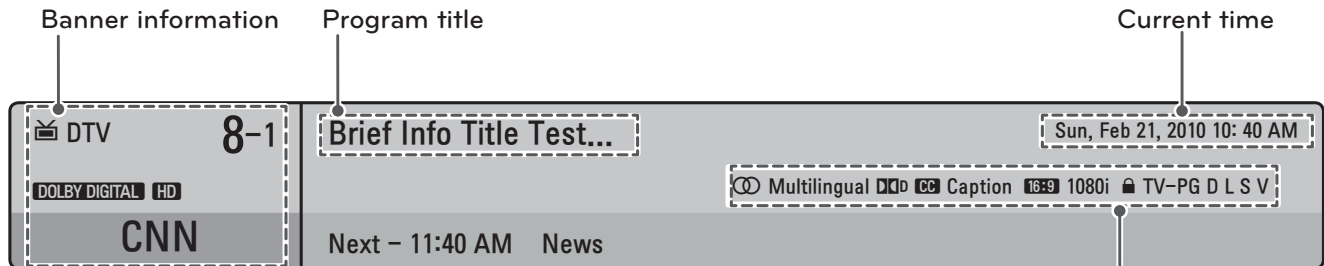 Banner information Program title Current time
DTV 8-1 Brief Info Title Test... Sun, Feb 21, 2010 10: 40 AM
DOLBY DIGITAL HD Multilingual D CC Caption 16:9 1080i TV-PG D L S V
CNN Next - 11:40 AM News